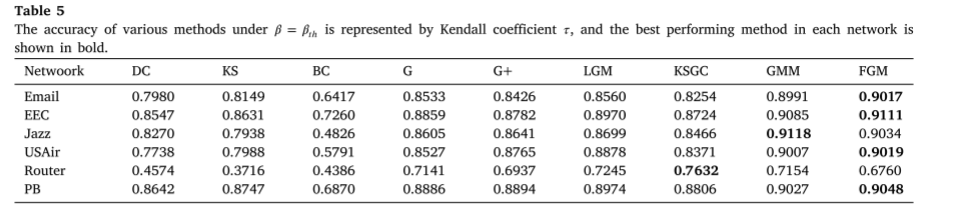 Table 5
The accuracy of various methods under β = βth is represented by Kendall coefficient τ, and the best performing method in each network is
shown in bold.
Netwoork DC KS BC G G+ LGM KSGC GMM FGM
Email 0.7980 0.8149 0.6417 0.8533 0.8426 0.8560 0.8254 0.8991 0.9017
EEC 0.8547 0.8631 0.7260 0.8859 0.8782 0.8970 0.8724 0.9085 0.9111
Jazz 0.8270 0.7938 0.4826 0.8605 0.8641 0.8699 0.8466 0.9118 0.9034
USAir 0.7738 0.7988 0.5791 0.8527 0.8765 0.8878 0.8371 0.9007 0.9019
Router 0.4574 0.3716 0.4386 0.7141 0.6937 0.7245 0.7632 0.7154 0.6760
PB 0.8642 0.8747 0.6870 0.8886 0.8894 0.8974 0.8806 0.9027 0.9048